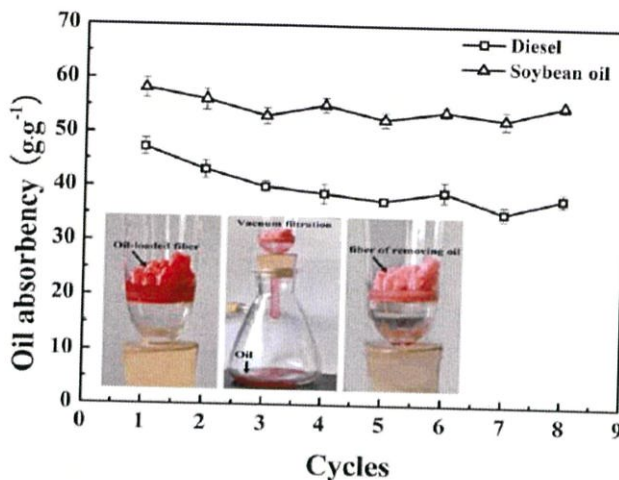 70
60
50
40
30
20
10
0
Oil absorbency (g.g⁻¹)
Diesel
Soybean oil
Oil-loaded fiber
Vacuum filtration
fiber of removing oil
Oil
0 1 2 3 4 5 6 7 8 9
Cycles